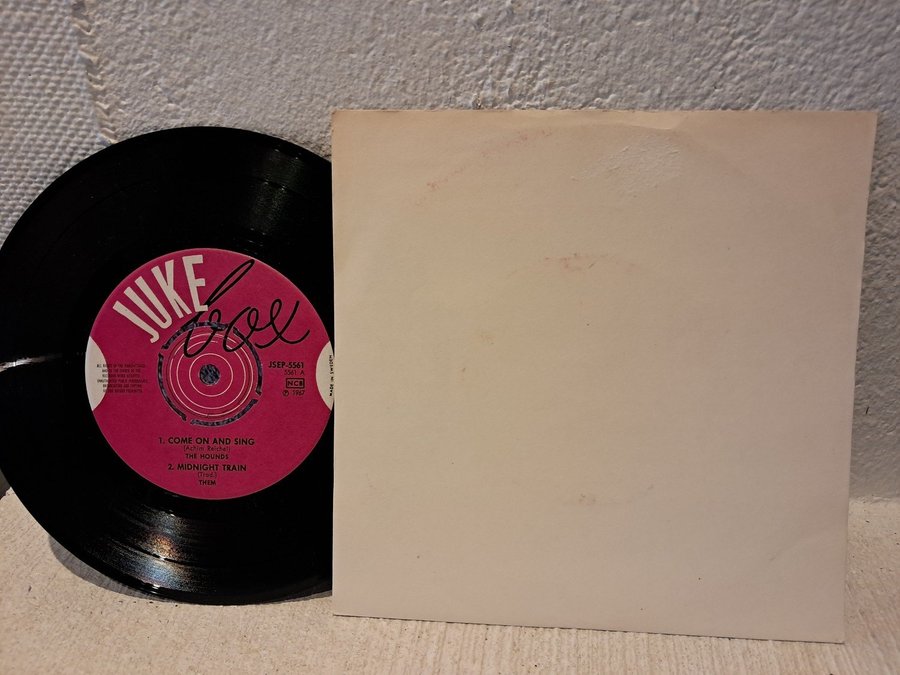 JUKE
box
JSEP-5561
5561 A
NCB
℗ 1967
MADE IN SWEDEN
1. COME ON AND SING
(Achim Reichel)
THE HOUNDS
2. MIDNIGHT TRAIN
(Trad.)
THEM